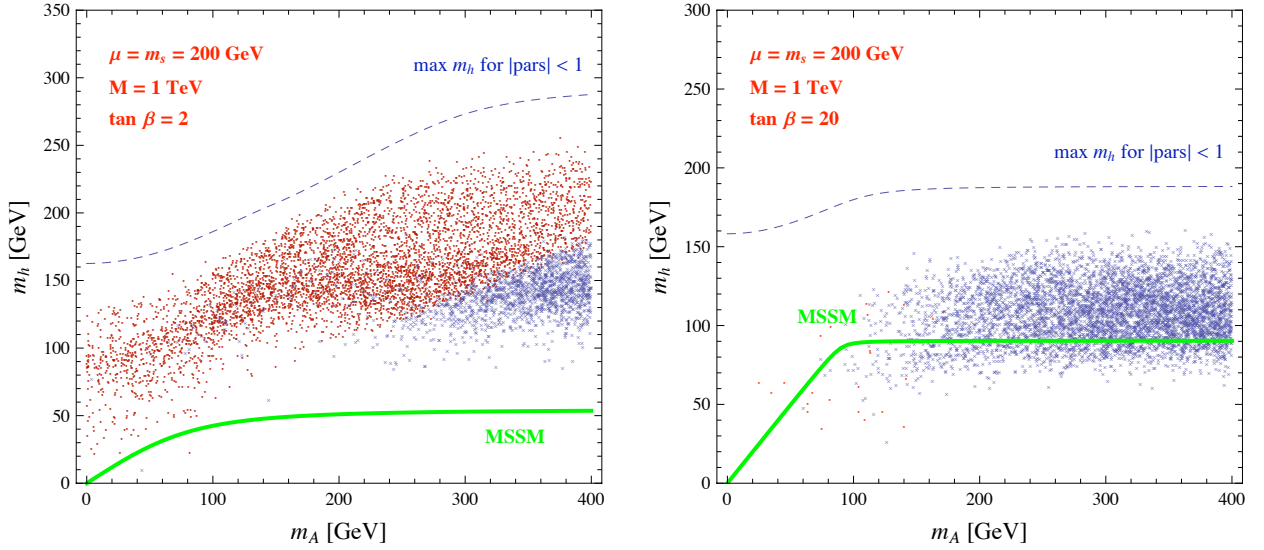 350
300
250
200
150
100
50
0
m_h [GeV]
μ = m_s = 200 GeV
M = 1 TeV
tan β = 2
max m_h for |pars| < 1
MSSM
0 100 200 300 400
m_A [GeV]
300
250
200
150
100
50
0
m_h [GeV]
μ = m_s = 200 GeV
M = 1 TeV
tan β = 20
max m_h for |pars| < 1
MSSM
0 100 200 300 400
m_A [GeV]